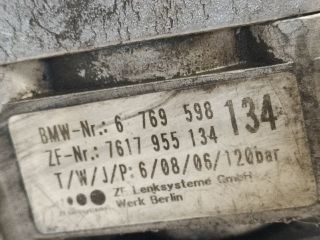 BMW-Nr.: 6 769 598
134
ZF-Nr.: 7617 955 134
T/W/J/P: 6/08/06/120bar
ZF Lenksysteme GmbH
Werk Berlin